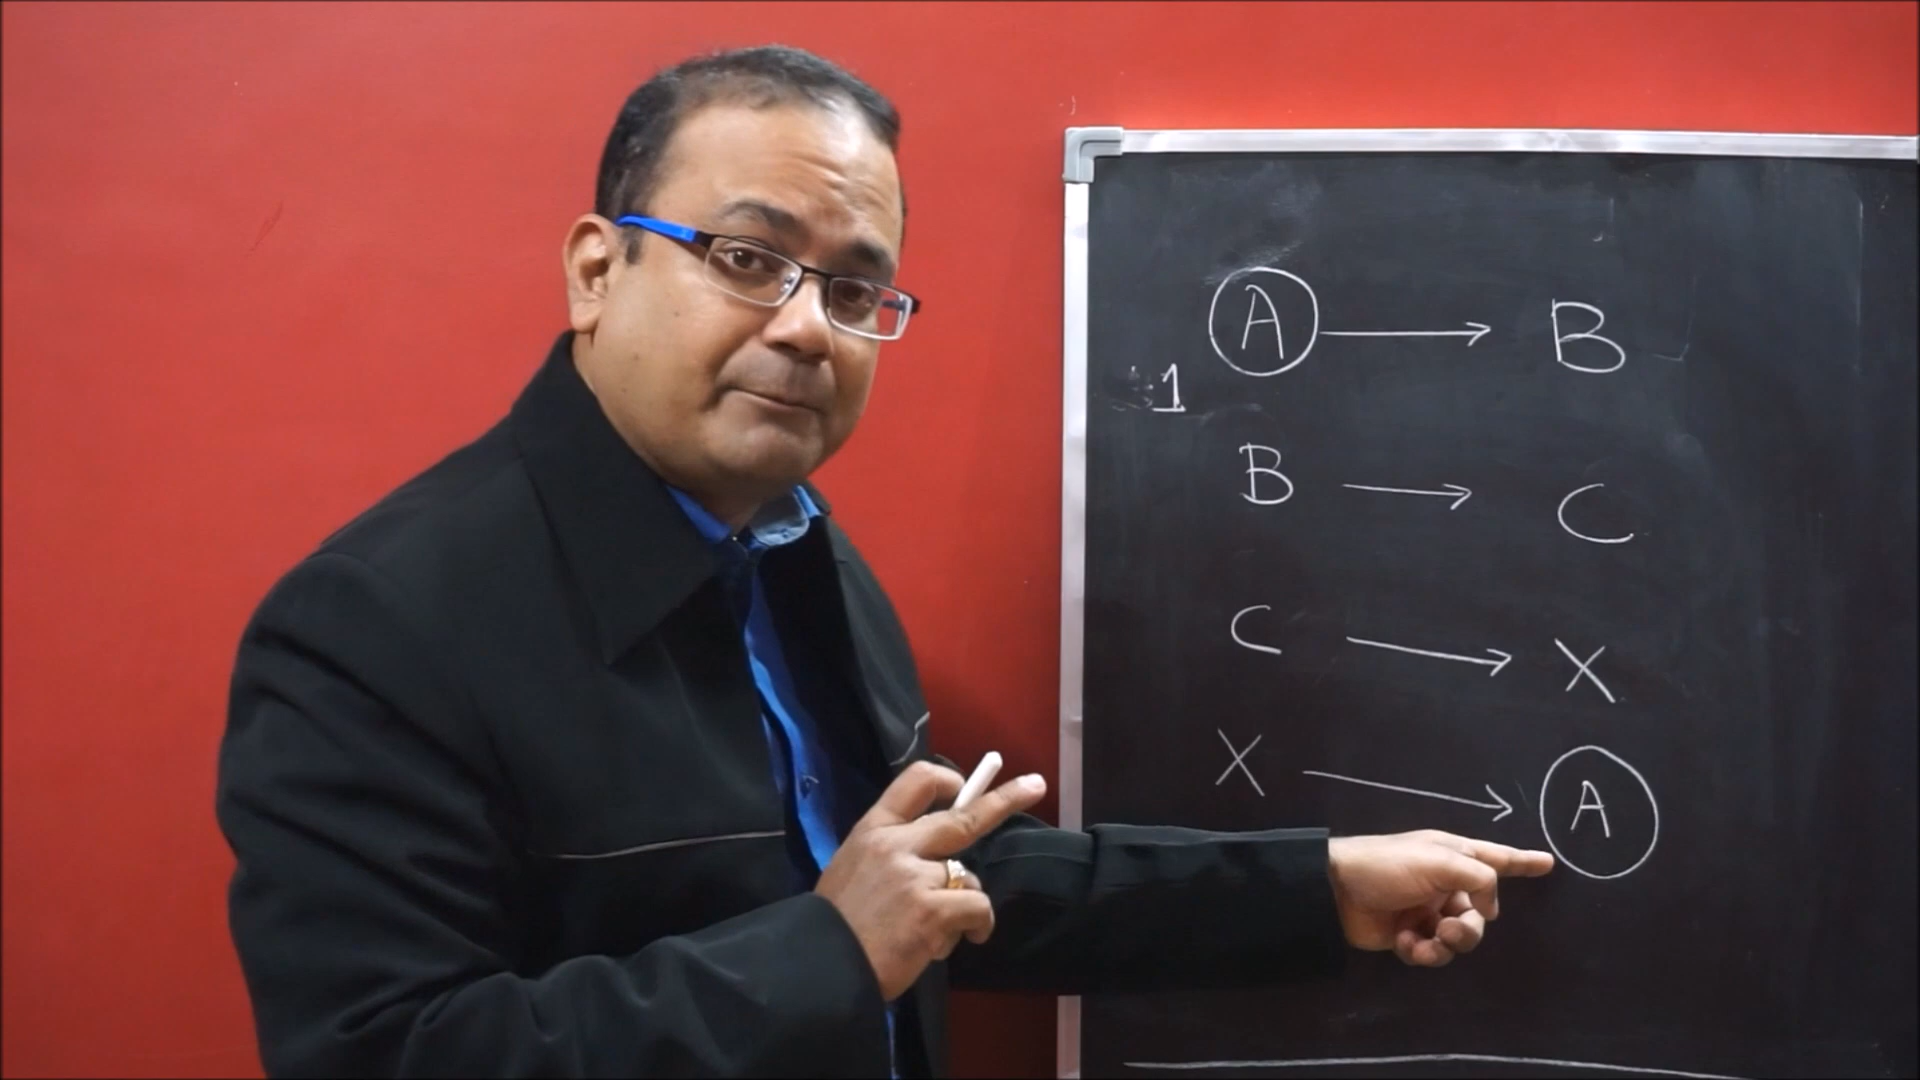 A → B
1
B → C
C → X
X → A